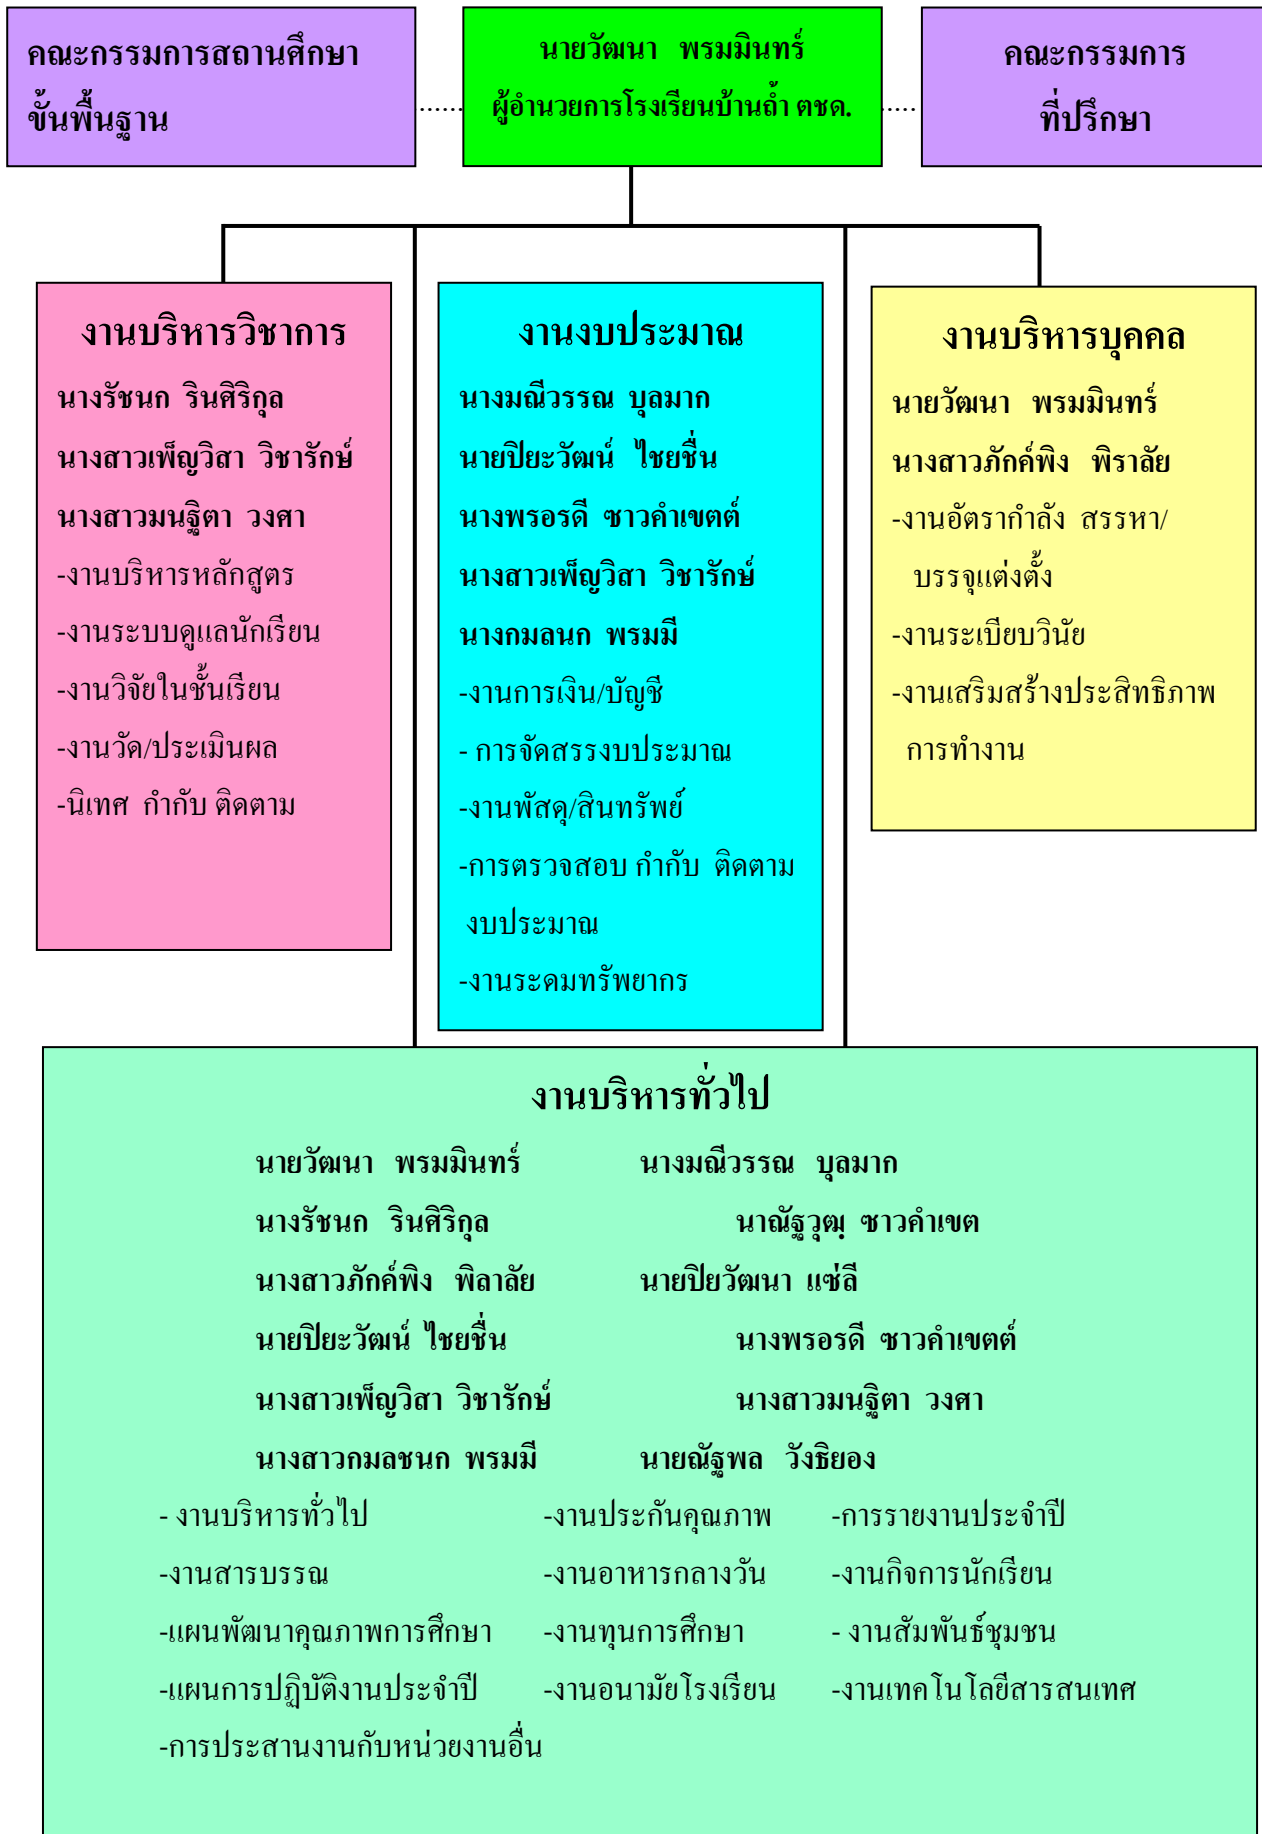 คณะกรรมการสถานศึกษา
ขั้นพื้นฐาน
นายวัฒนา พรมมินทร์
ผู้อำนวยการโรงเรียนบ้านถ้ำ ตชด.
คณะกรรมการ
ที่ปรึกษา
งานบริหารวิชาการ
นางรัชนก รินศิริกุล
นางสาวเพ็ญวิสา วิชารักษ์
นางสาวมนฐิตา วงศา
-งานบริหารหลักสูตร
-งานระบบดูแลนักเรียน
-งานวิจัยในชั้นเรียน
-งานวัด/ประเมินผล
-นิเทศ กำกับ ติดตาม
งานงบประมาณ
นางมณีวรรณ บุลมาก
นายปิยะวัฒน์ ไชยชื่น
นางพรอรดี ซาวคำเขตต์
นางสาวเพ็ญวิสา วิชารักษ์
นางกมลนก พรมมี
-งานการเงิน/บัญชี
- การจัดสรรงบประมาณ
-งานพัสดุ/สินทรัพย์
-การตรวจสอบ กำกับ ติดตาม
งบประมาณ
-งานระดมทรัพยากร
งานบริหารบุคคล
นายวัฒนา พรมมินทร์
นางสาวภักค์พิง พิราลัย
-งานอัตรากำลัง สรรหา/
บรรจุแต่งตั้ง
-งานระเบียบวินัย
-งานเสริมสร้างประสิทธิภาพ
การทำงาน
งานบริหารทั่วไป
นายวัฒนา พรมมินทร์ นางมณีวรรณ บุลมาก
นางรัชนก รินศิริกุล นาณัฐวุฒฺ ซาวคำเขต
นางสาวภักค์พิง พิลาลัย นายปิยวัฒนา แซ่ลี
นายปิยะวัฒน์ ไชยชื่น นางพรอรดี ซาวคำเขตต์
นางสาวเพ็ญวิสา วิชารักษ์ นางสาวมนฐิตา วงศา
นางสาวกมลชนก พรมมี นายณัฐพล วังธิยอง
- งานบริหารทั่วไป -งานประกันคุณภาพ -การรายงานประจำปี
-งานสารบรรณ -งานอาหารกลางวัน -งานกิจการนักเรียน
-แผนพัฒนาคุณภาพการศึกษา -งานทุนการศึกษา - งานสัมพันธ์ชุมชน
-แผนการปฏิบัติงานประจำปี -งานอนามัยโรงเรียน -งานเทคโนโลยีสารสนเทศ
-การประสานงานกับหน่วยงานอื่น